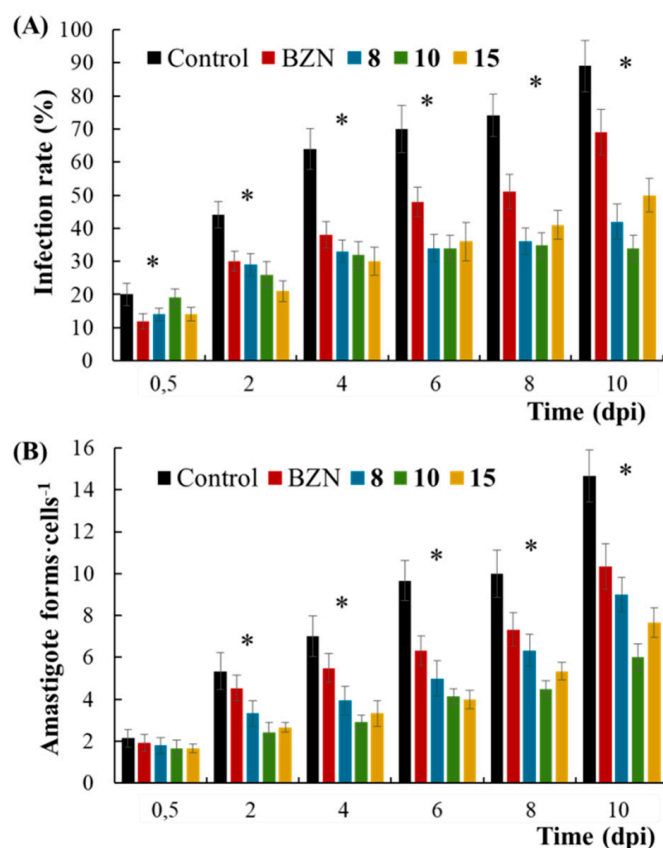 (A)
Infection rate (%)
100
90
80
70
60
50
40
30
20
10
0
Control BZN 8 10 15
* * * * * *
0,5 2 4 6 8 10
Time (dpi)
(B)
Amastigote forms·cells⁻¹
16
14
12
10
8
6
4
2
0
Control BZN 8 10 15
* * * * *
0,5 2 4 6 8 10
Time (dpi)